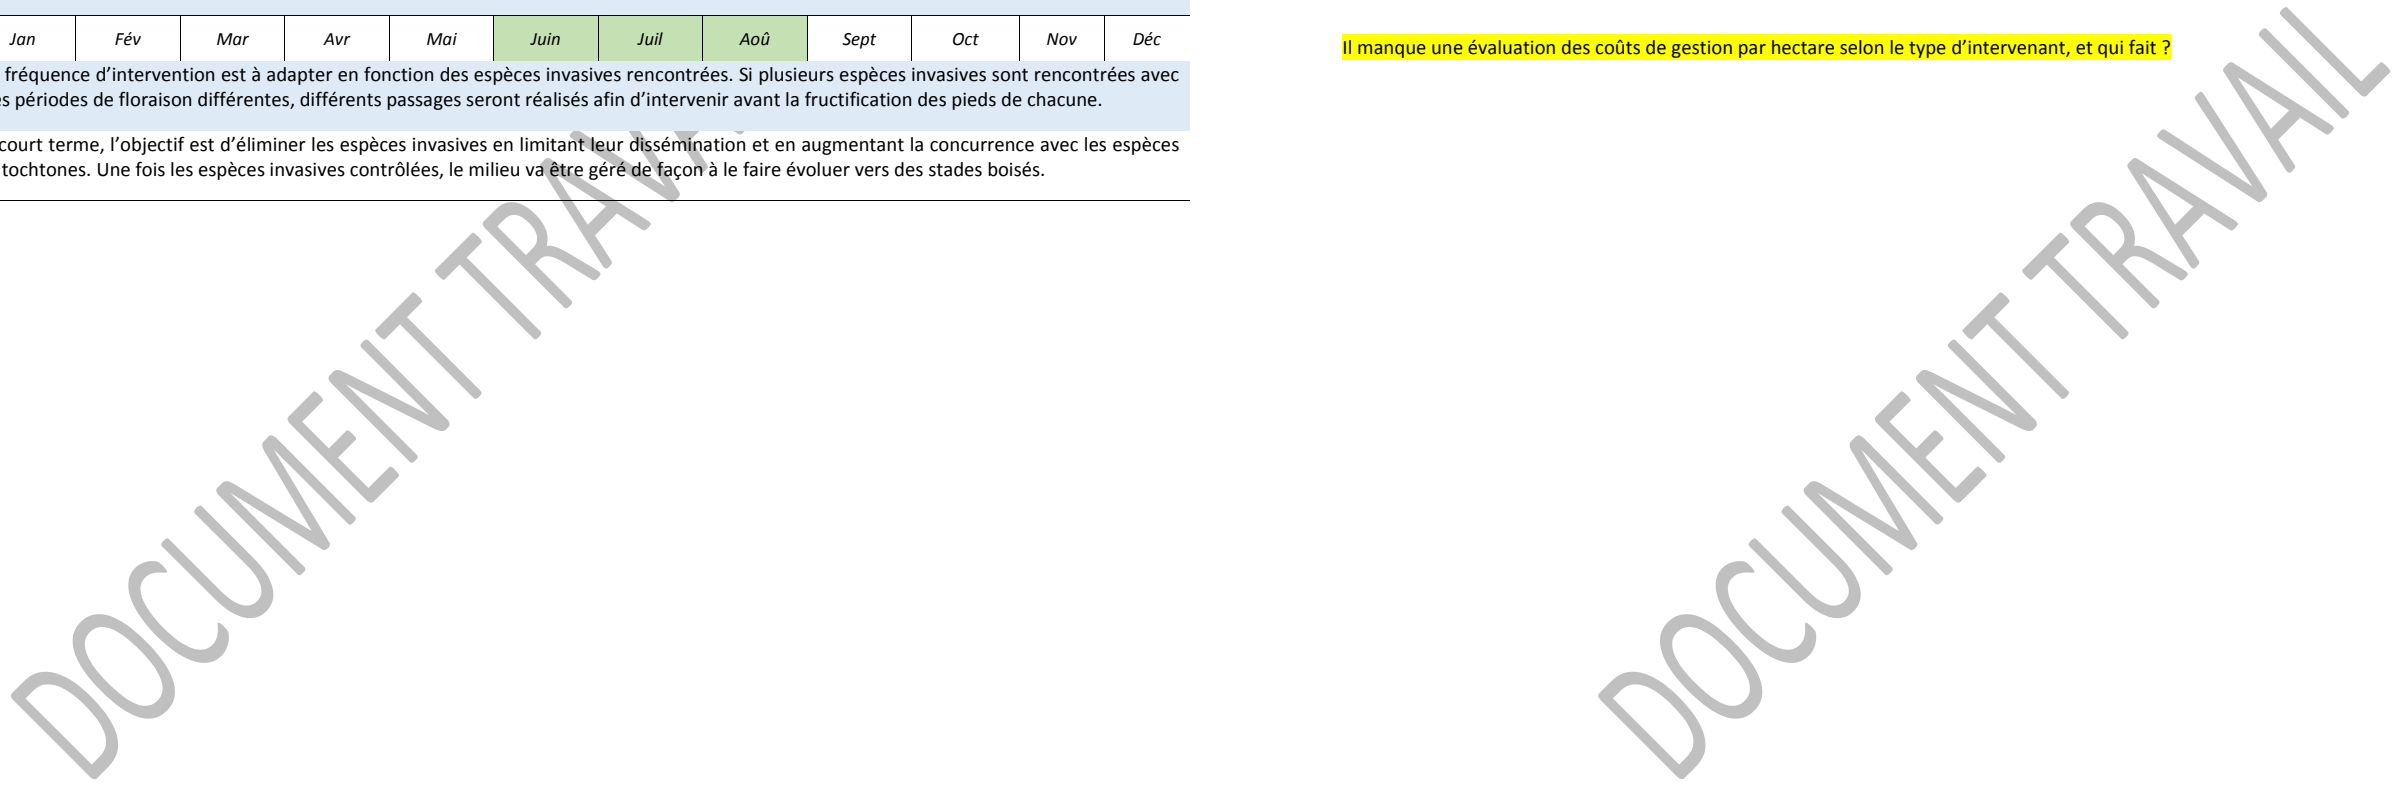 Jan Fév Mar Avr Mai Juin Juil Aoû Sept Oct Nov Déc
fréquence d’intervention est à adapter en fonction des espèces invasives rencontrées. Si plusieurs espèces invasives sont rencontrées avec
s périodes de floraison différentes, différents passages seront réalisés afin d’intervenir avant la fructification des pieds de chacune.
court terme, l’objectif est d’éliminer les espèces invasives en limitant leur dissémination et en augmentant la concurrence avec les espèces
tochtones. Une fois les espèces invasives contrôlées, le milieu va être géré de façon à le faire évoluer vers des stades boisés.
DOCUMENT TRAVA
Il manque une évaluation des coûts de gestion par hectare selon le type d’intervenant, et qui fait ?
DOCUMENT TRAVAIL